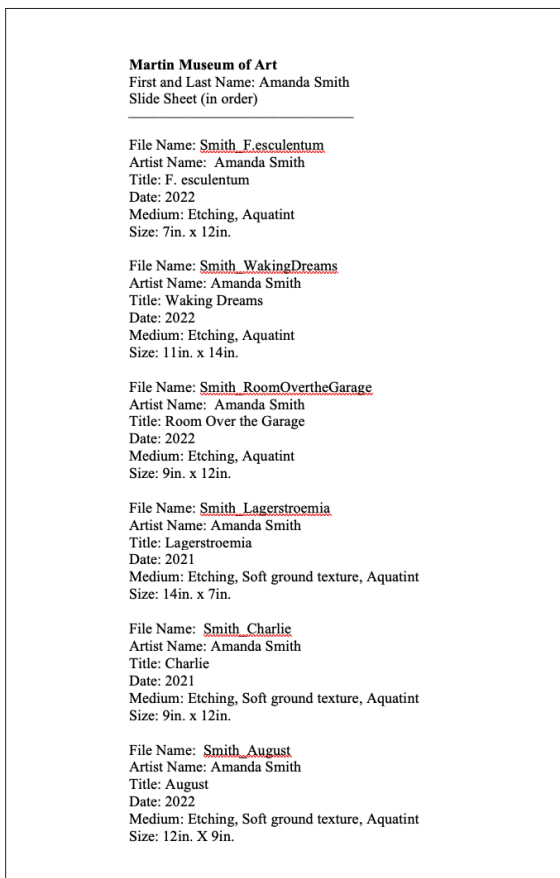 Martin Museum of Art
First and Last Name: Amanda Smith
Slide Sheet (in order)
File Name: Smith_F.esculentum
Artist Name:  Amanda Smith
Title: F. esculentum
Date: 2022
Medium: Etching, Aquatint
Size: 7in. x 12in.
File Name: Smith_WakingDreams
Artist Name: Amanda Smith
Title: Waking Dreams
Date: 2022
Medium: Etching, Aquatint
Size: 11in. x 14in.
File Name: Smith_RoomOvertheGarage
Artist Name:  Amanda Smith
Title: Room Over the Garage
Date: 2022
Medium: Etching, Aquatint
Size: 9in. x 12in.
File Name: Smith_Lagerstroemia
Artist Name: Amanda Smith
Title: Lagerstroemia
Date: 2021
Medium: Etching, Soft ground texture, Aquatint
Size: 14in. x 7in.
File Name:  Smith_Charlie
Artist Name: Amanda Smith
Title: Charlie
Date: 2021
Medium: Etching, Soft ground texture, Aquatint
Size: 9in. x 12in.
File Name:  Smith_August
Artist Name: Amanda Smith
Title: August
Date: 2022
Medium: Etching, Soft ground texture, Aquatint
Size: 12in. X 9in.